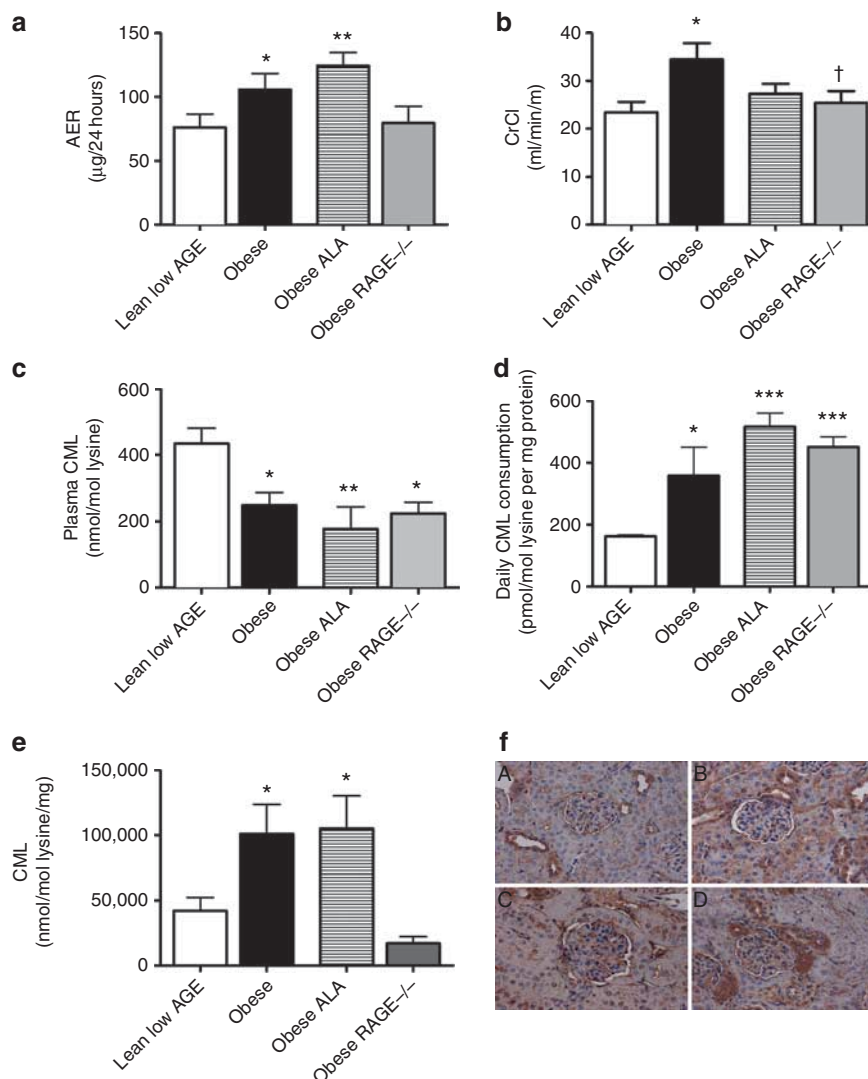 a
150
100
50
0
AER
(µg/24 hours)
*
**
Lean low AGE
Obese
Obese ALA
Obese RAGE−/−
b
40
30
20
10
0
CrCl
(ml/min/m)
*
†
Lean low AGE
Obese
Obese ALA
Obese RAGE−/−
c
600
400
200
0
Plasma CML
(nmol/mol lysine)
*
**
*
Lean low AGE
Obese
Obese ALA
Obese RAGE−/−
d
600
400
200
0
Daily CML consumption
(pmol/mol lysine per mg protein)
*
***
***
Lean low AGE
Obese
Obese ALA
Obese RAGE−/−
e
150,000
100,000
50,000
0
CML
(nmol/mol lysine/mg)
*
*
Lean low AGE
Obese
Obese ALA
Obese RAGE−/−
f
A
B
C
D